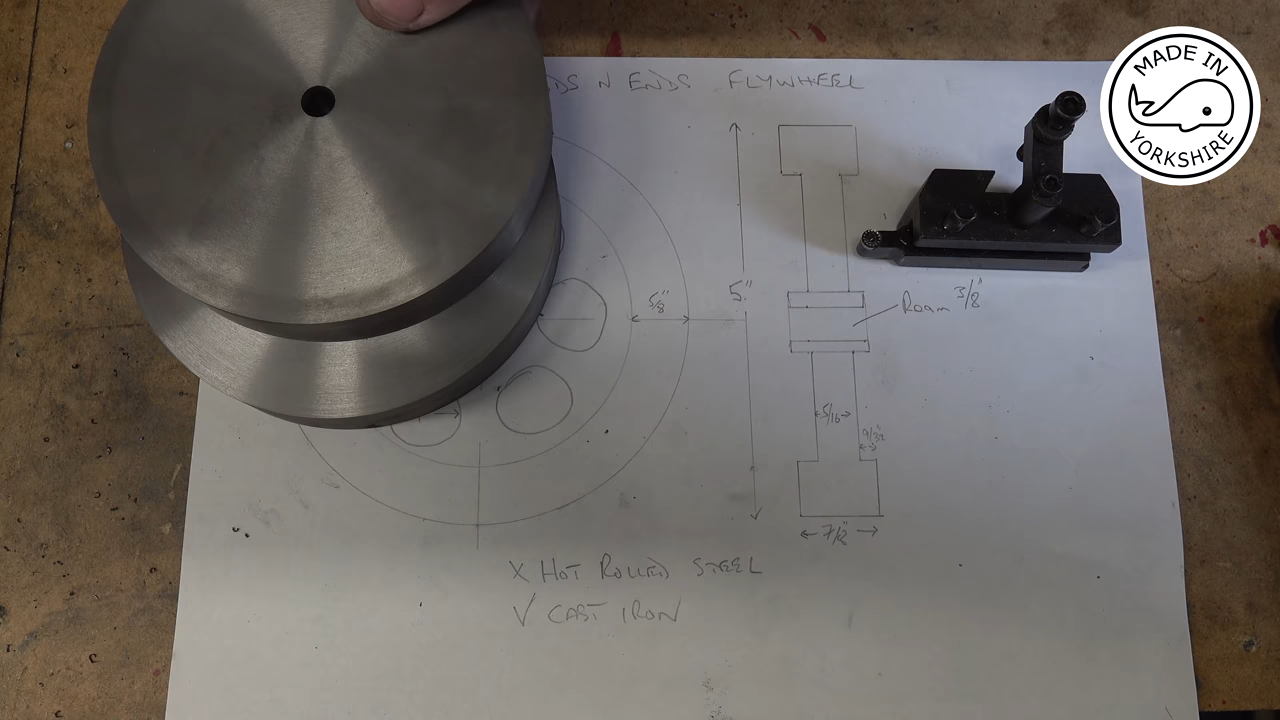 MADE IN
YORKSHIRE
DS N ENDS FLYWHEEL
5/8"
5"
Ream 3/8"
5/16
9/32
7/8"
X HOT ROLLED STEEL
V CAST IRON